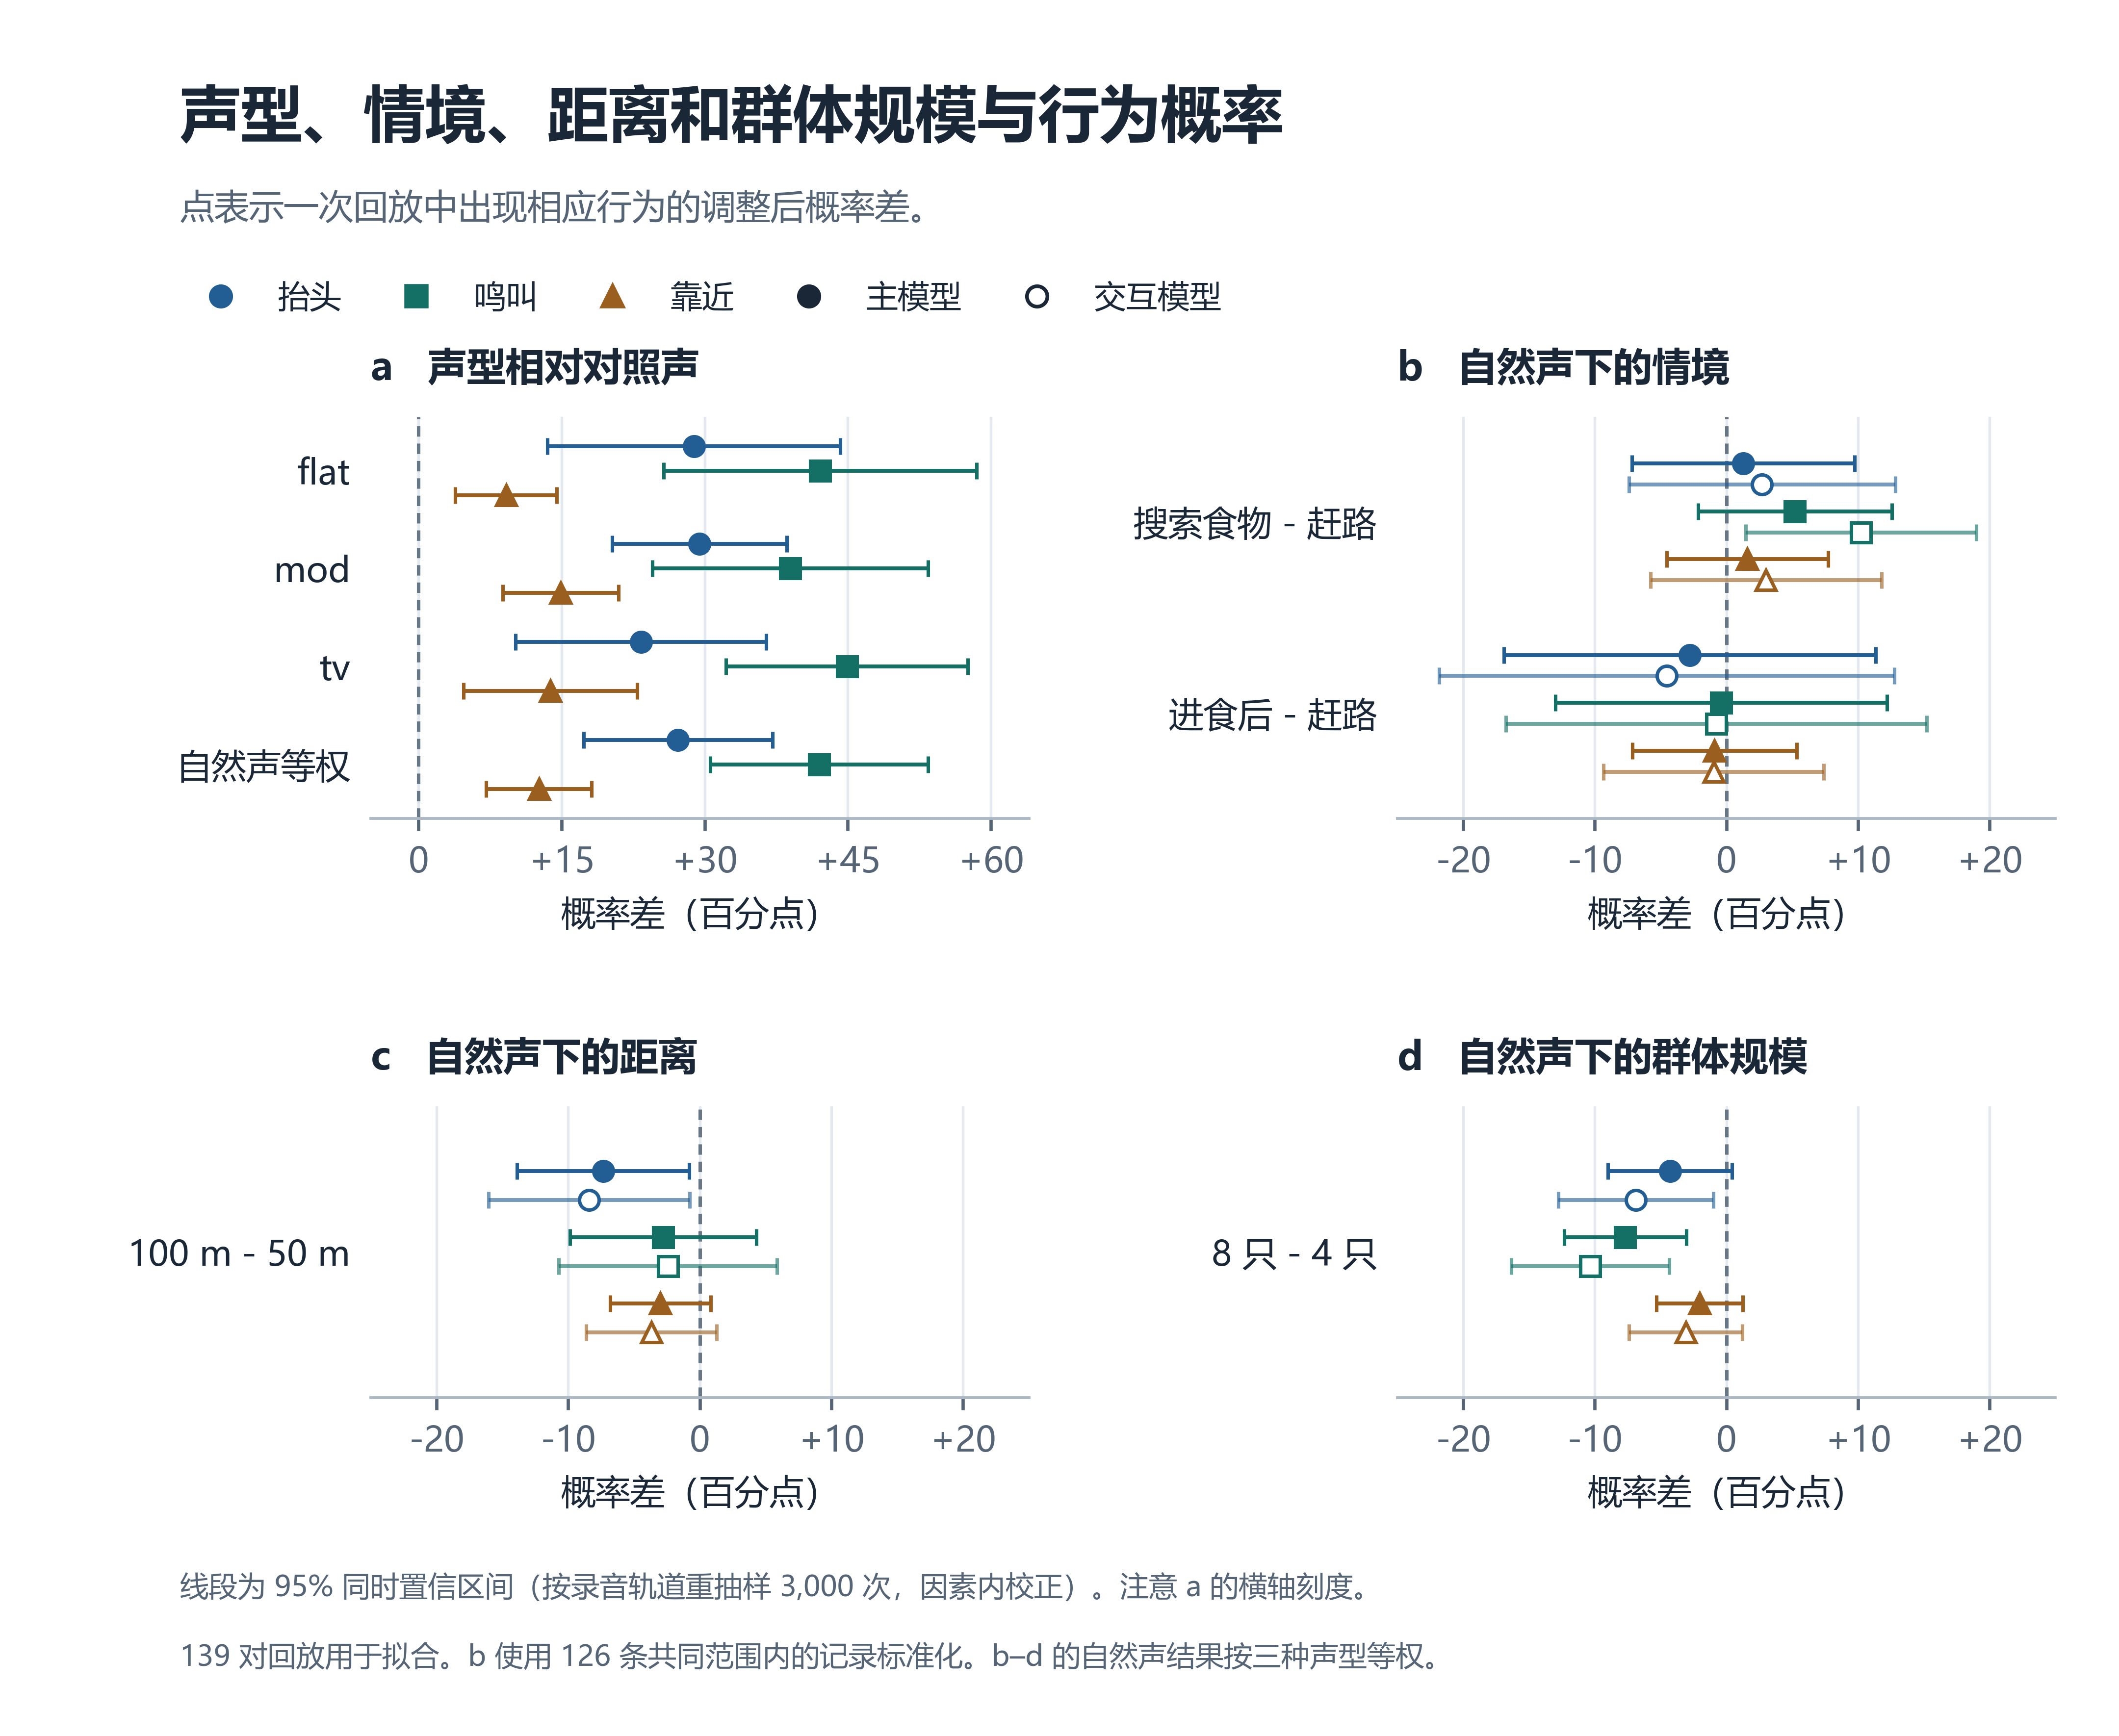 声型、情境、距离和群体规模与行为概率
点表示一次回放中出现相应行为的调整后概率差。
抬头 鸣叫 靠近 主模型 交互模型
a 声型相对对照声
flat
mod
tv
自然声等权
0 +15 +30 +45 +60
概率差（百分点）
b 自然声下的情境
搜索食物 - 赶路
进食后 - 赶路
-20 -10 0 +10 +20
概率差（百分点）
c 自然声下的距离
100 m - 50 m
-20 -10 0 +10 +20
概率差（百分点）
d 自然声下的群体规模
8 只 - 4 只
-20 -10 0 +10 +20
概率差（百分点）
线段为 95% 同时置信区间（按录音轨道重抽样 3,000 次，因素内校正）。注意 a 的横轴刻度。
139 对回放用于拟合。b 使用 126 条共同范围内的记录标准化。b–d 的自然声结果按三种声型等权。